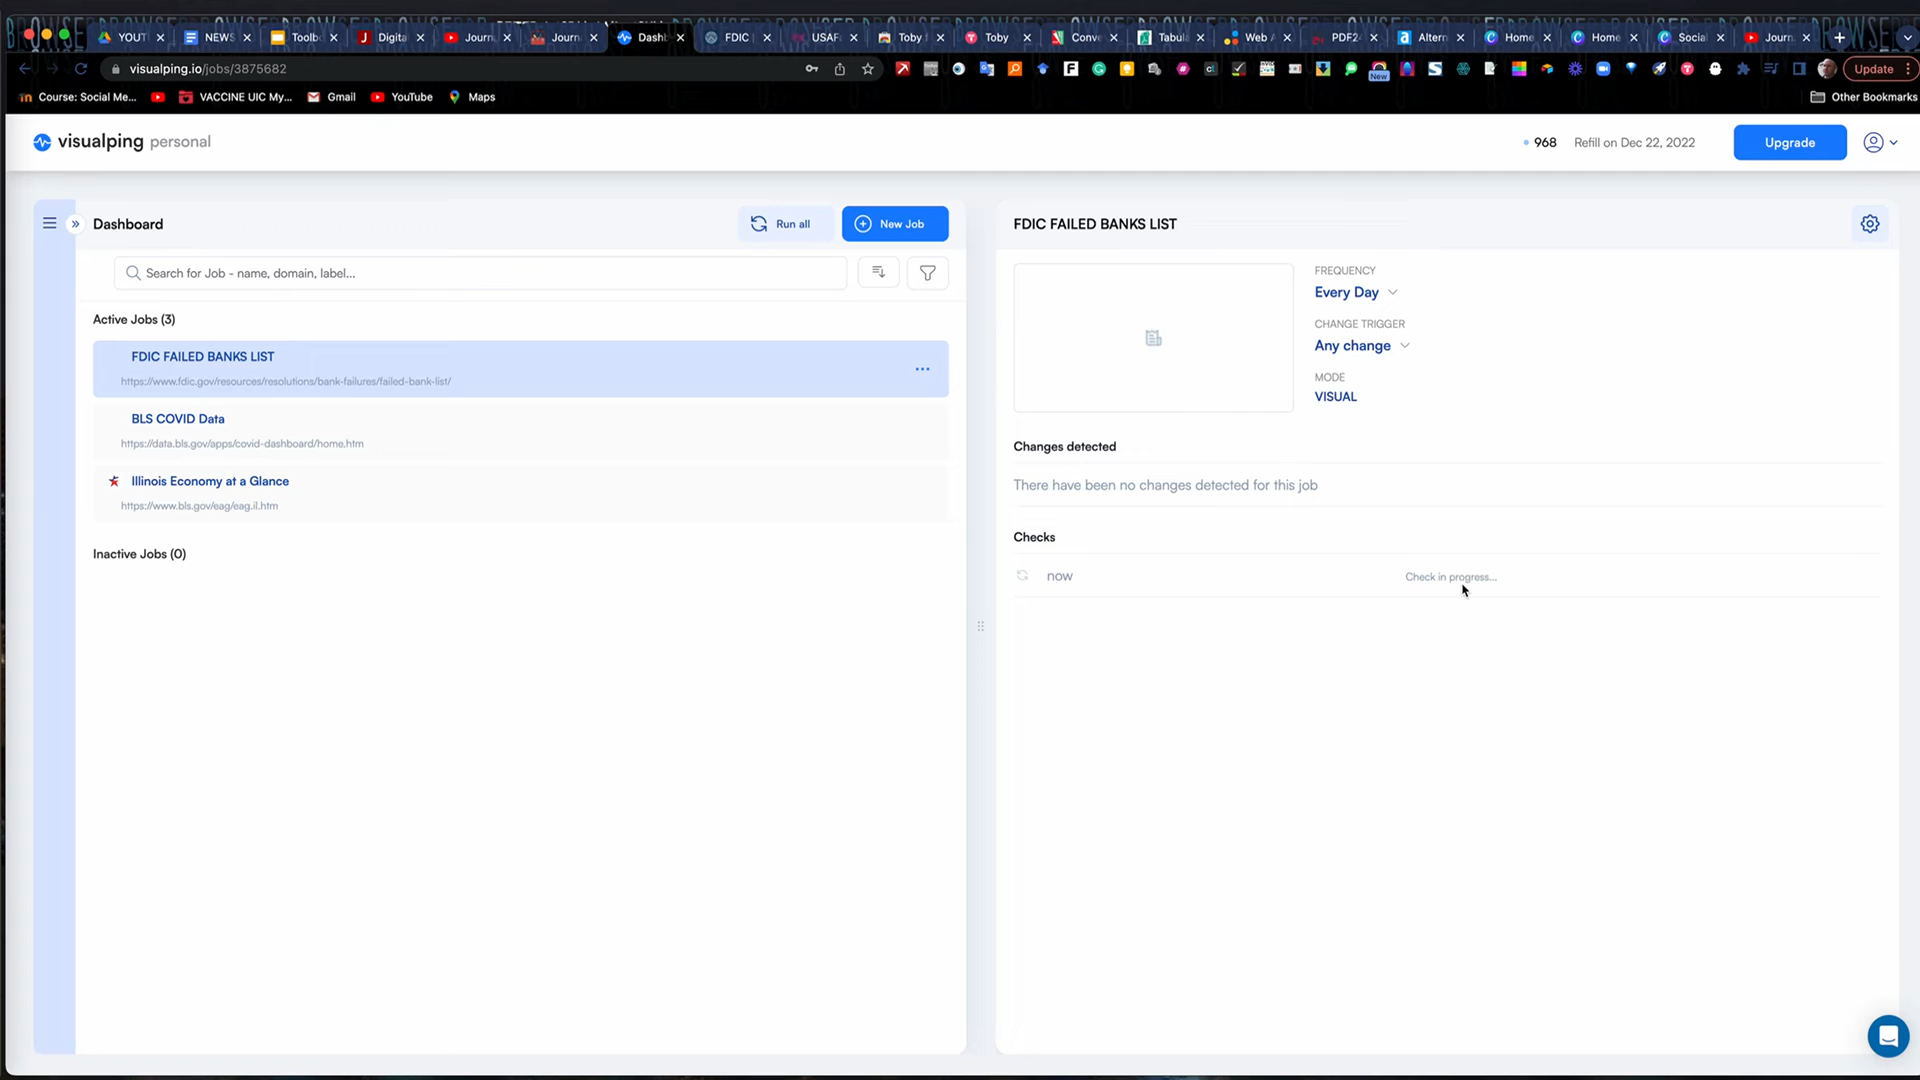 YOUT
NEWS
Toolb
Digita
Journ
Journ
Dashb
FDIC
USAF
Toby
Toby
Conve
Tabul
Web A
PDF2
Altern
Home
Home
Social
Journ
visualping.io/jobs/3875682
New
Update
Course: Social Me...
VACCINE UIC My...
Gmail
YouTube
Maps
Other Bookmarks
visualping personal
968
Refill on Dec 22, 2022
Upgrade
Dashboard
Run all
New Job
Search for Job - name, domain, label...
Active Jobs (3)
FDIC FAILED BANKS LIST
https://www.fdic.gov/resources/resolutions/bank-failures/failed-bank-list/
BLS COVID Data
https://data.bls.gov/apps/covid-dashboard/home.htm
Illinois Economy at a Glance
https://www.bls.gov/eag/eag.il.htm
Inactive Jobs (0)
FDIC FAILED BANKS LIST
FREQUENCY
Every Day
CHANGE TRIGGER
Any change
MODE
VISUAL
Changes detected
There have been no changes detected for this job
Checks
now
Check in progress...